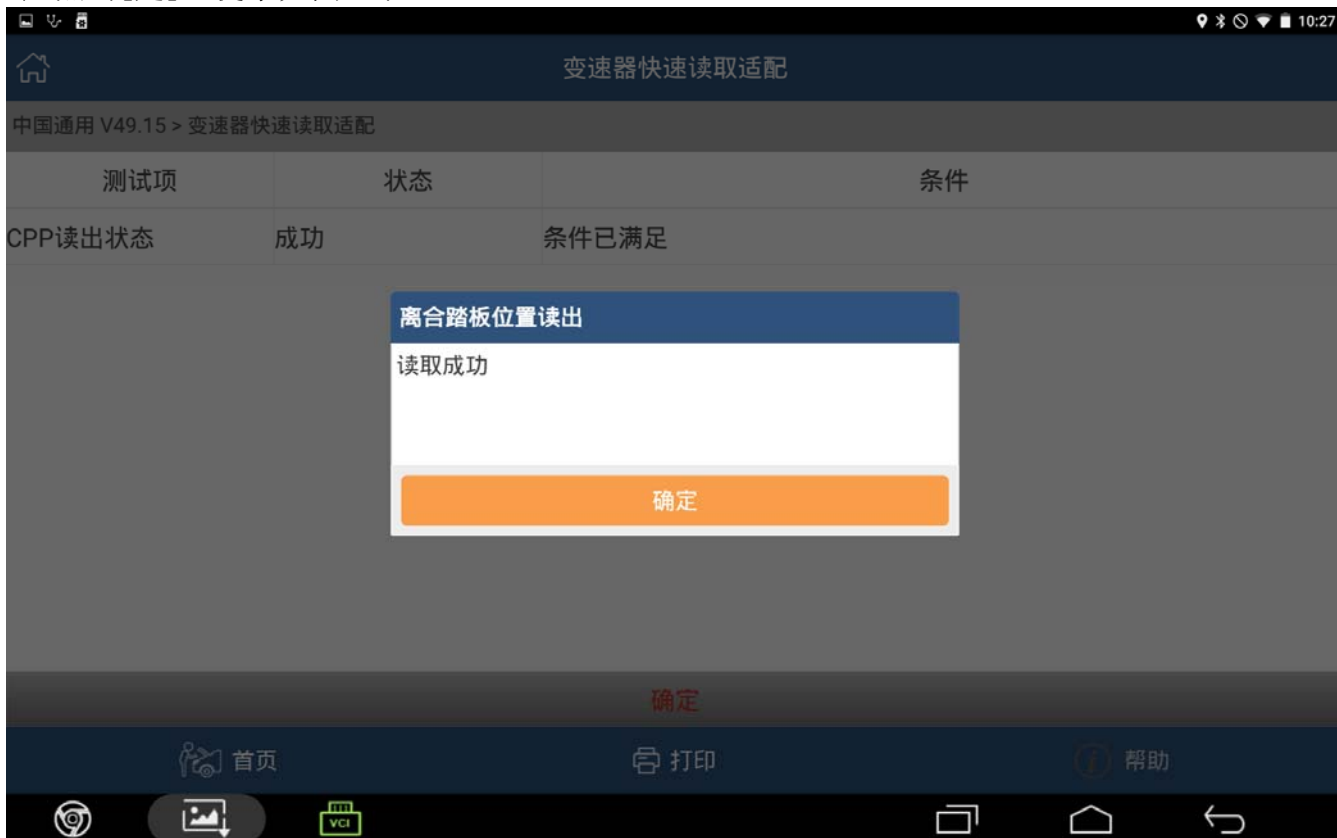 10:27
变速器快速读取适配
中国通用 V49.15 > 变速器快速读取适配
测试项 状态 条件
CPP读出状态 成功 条件已满足
离合踏板位置读出
读取成功
确定
确定
首页 打印 帮助
VCI